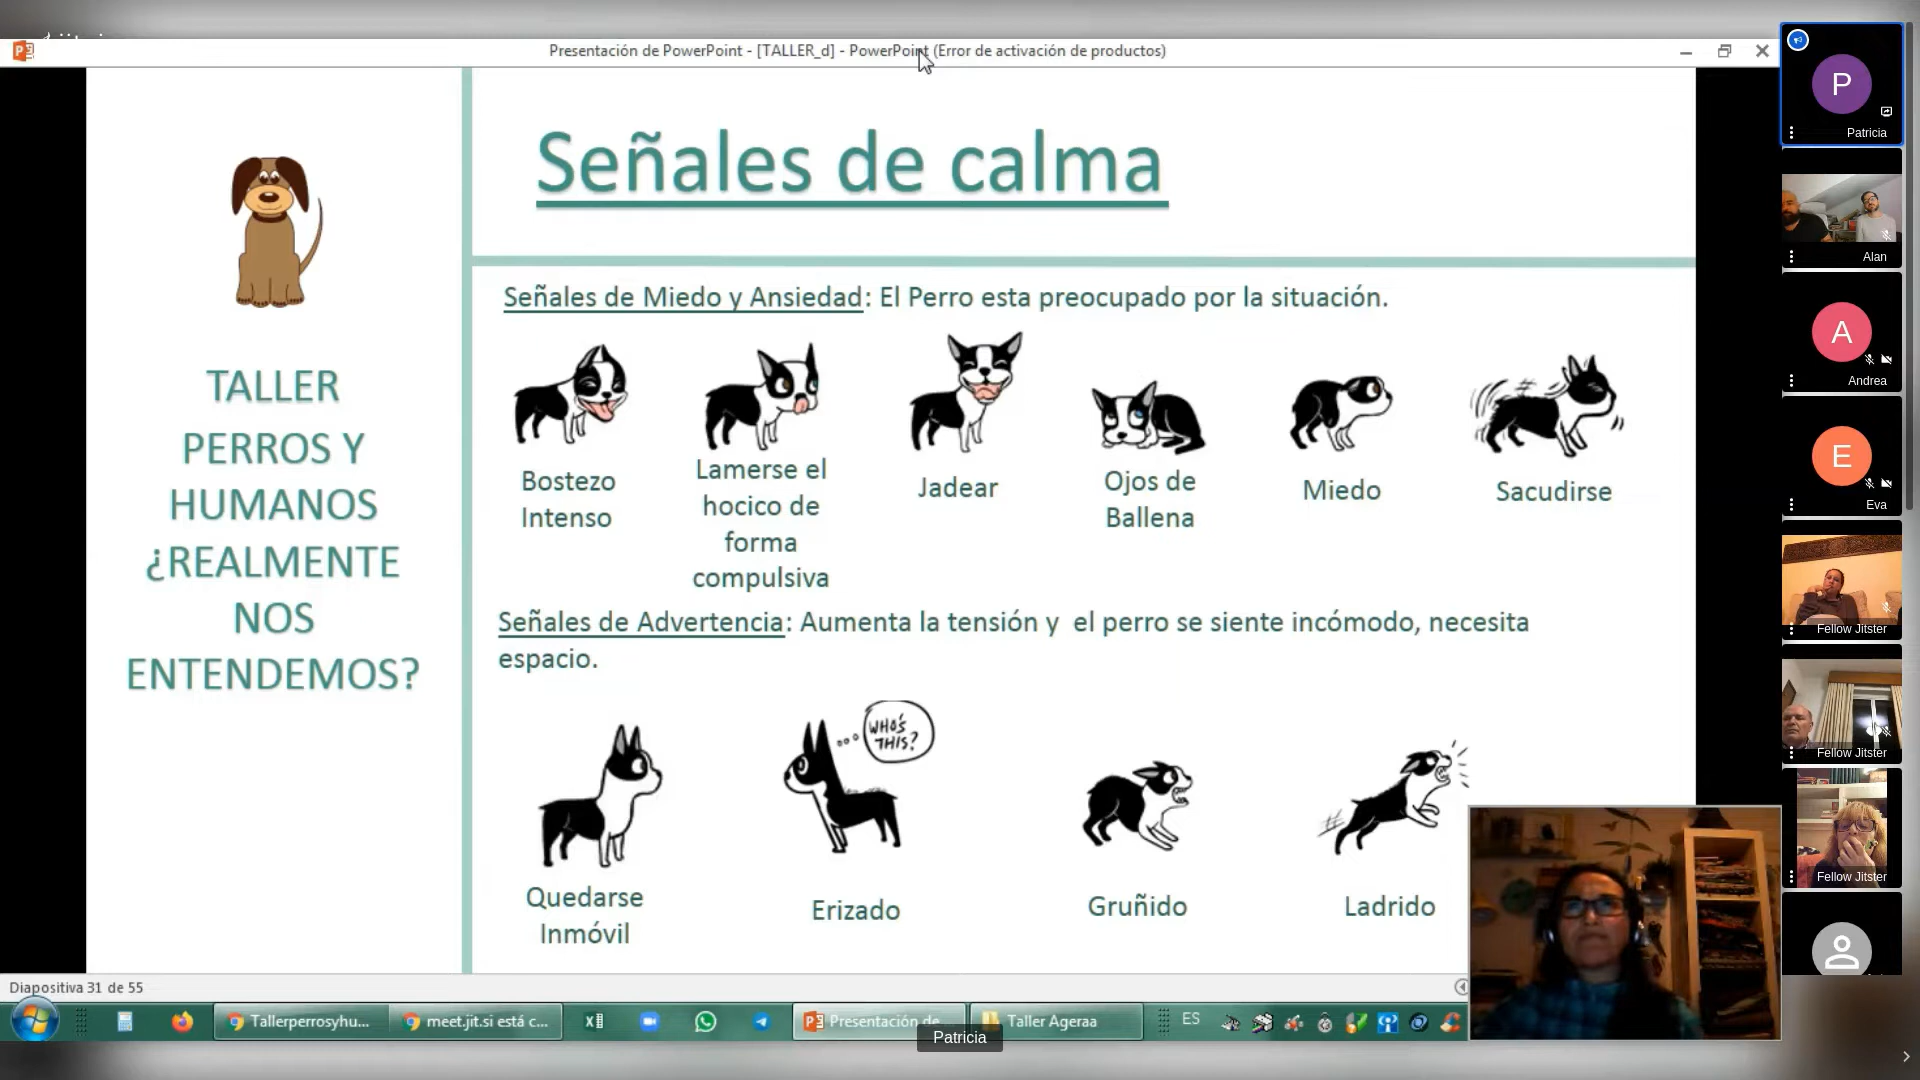 Presentación de PowerPoint - [TALLER_d] - PowerPoint (Error de activación de productos)
Señales de calma
TALLER
PERROS Y
HUMANOS
¿REALMENTE
NOS
ENTENDEMOS?
Señales de Miedo y Ansiedad: El Perro esta preocupado por la situación.
Bostezo
Intenso
Lamerse el
hocico de
forma
compulsiva
Jadear
Ojos de
Ballena
Miedo
Sacudirse
Señales de Advertencia: Aumenta la tensión y el perro se siente incómodo, necesita
espacio.
WHO'S
THIS?
Quedarse
Inmóvil
Erizado
Gruñido
Ladrido
Diapositiva 31 de 55
Tallerperrosyhu...
meet.jit.si está c...
Presentación de
Taller Ageraa
ES
Patricia
P
Patricia
Alan
A
Andrea
E
Eva
Fellow Jitster
Fellow Jitster
Fellow Jitster